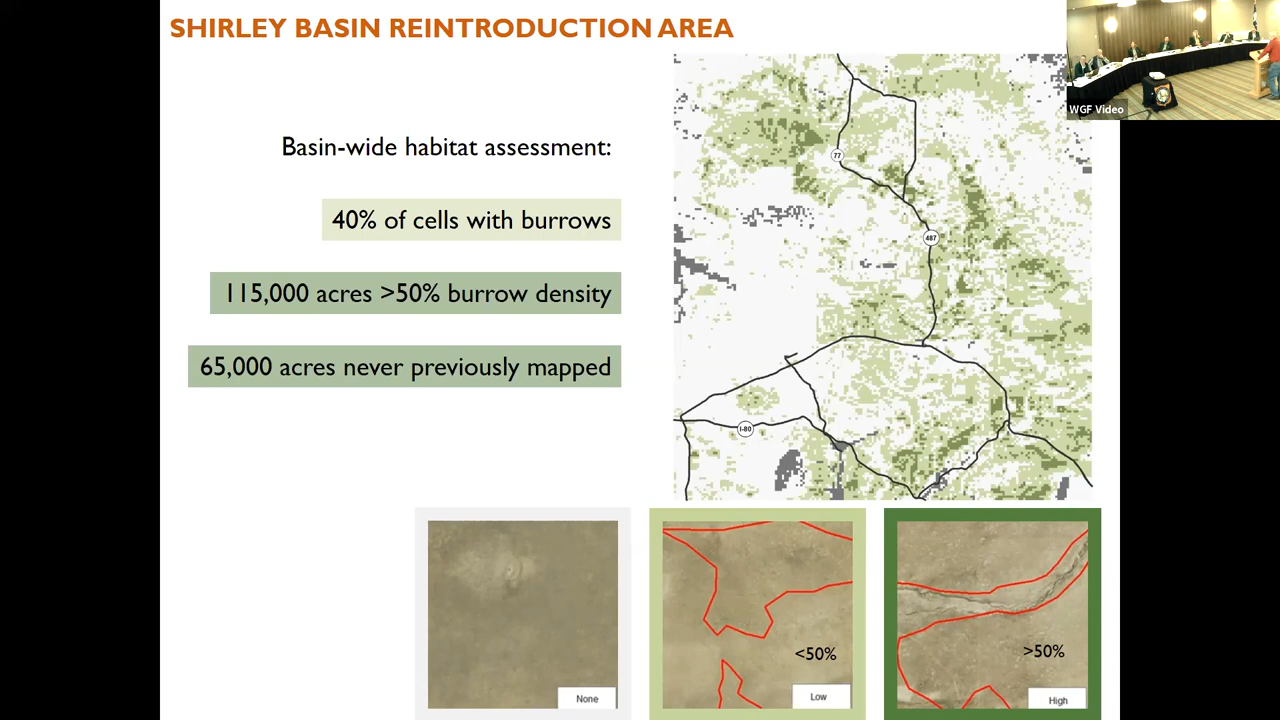 SHIRLEY BASIN REINTRODUCTION AREA
WGF Video
Basin-wide habitat assessment:
40% of cells with burrows
115,000 acres >50% burrow density
65,000 acres never previously mapped
77
487
I-80
None
<50%
Low
>50%
High